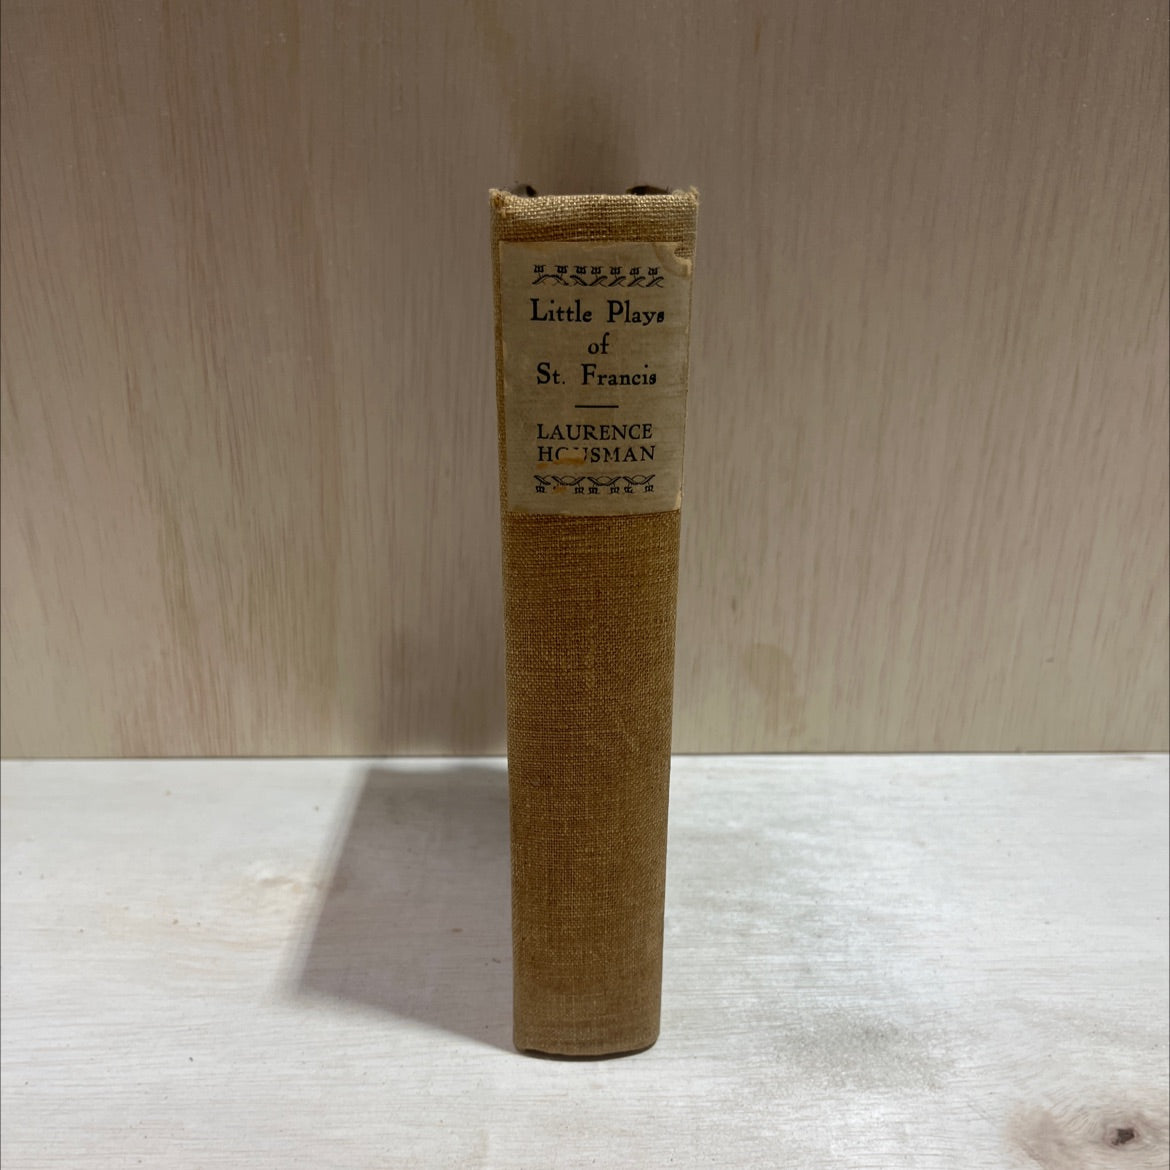 Little Plays
of
St. Francis
LAURENCE
HOUSMAN